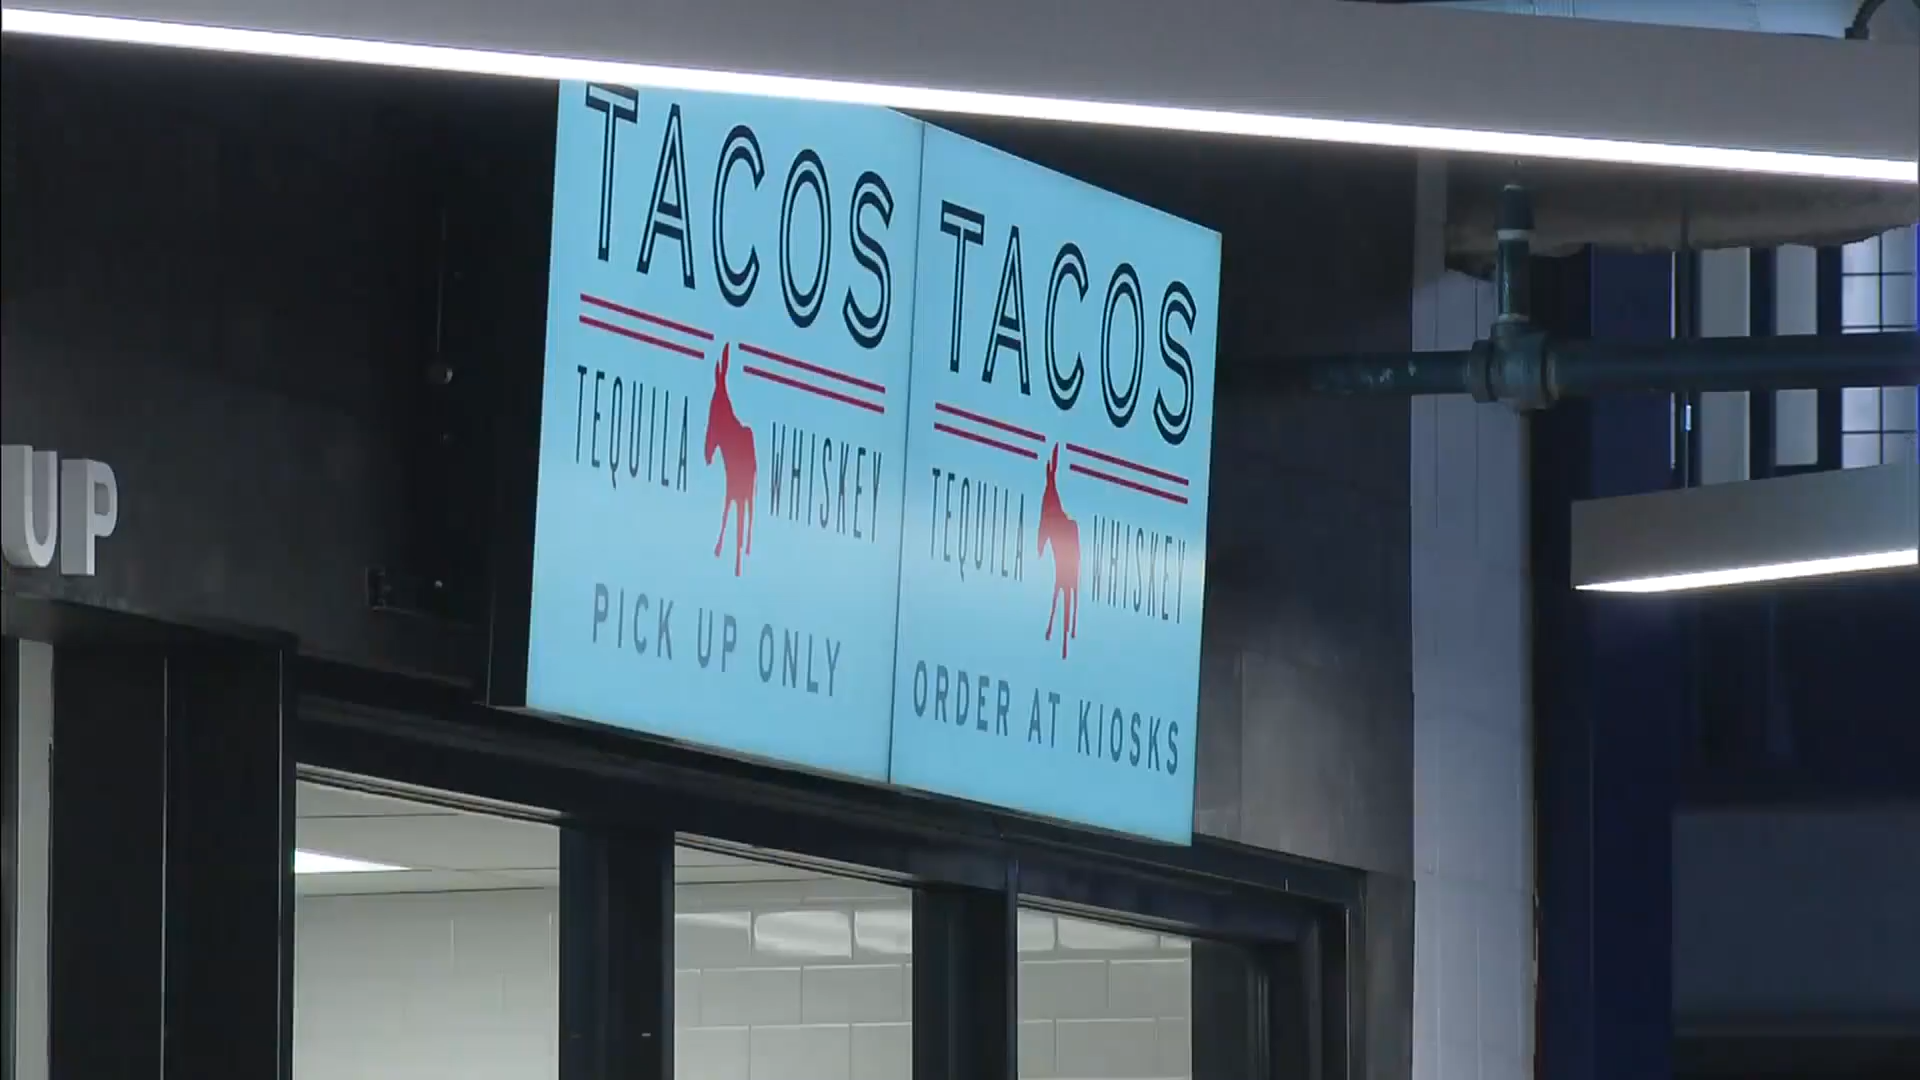 UP
TACOS
TEQUILA WHISKEY
PICK UP ONLY
TACOS
TEQUILA WHISKEY
ORDER AT KIOSKS